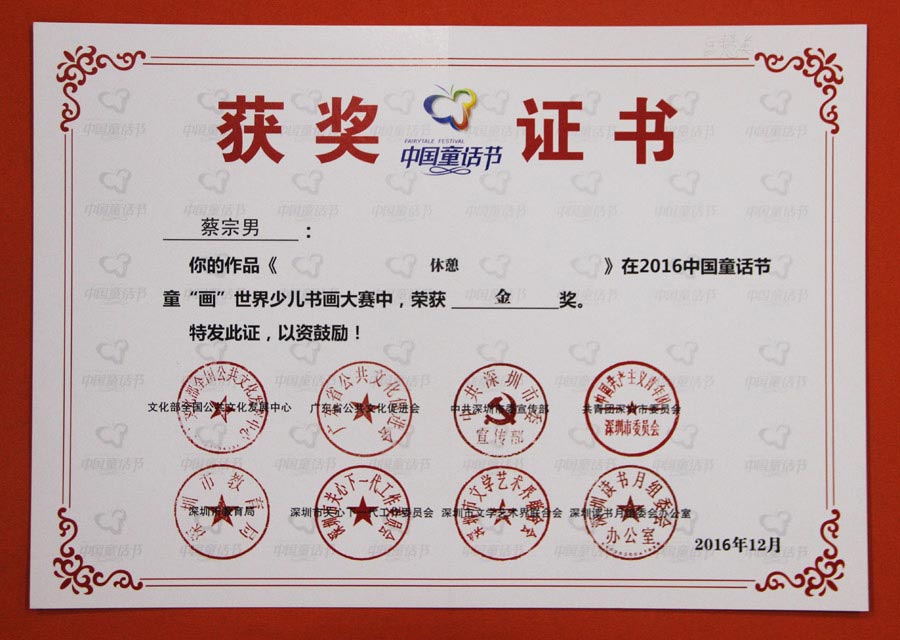 获奖 证书
FAIRYTALE FESTIVAL
中国童话节
蔡宗男：
你的作品《 休憩 》在2016中国童话节
童“画”世界少儿书画大赛中，荣获 金 奖。
特发此证，以资鼓励！
文化部全国公共文化发展中心 广东省公共文化促进会 中共深圳市委宣传部 共青团深圳市委员会
深圳市教育局 深圳市关心下一代工作委员会 深圳市文学艺术界联合会 深圳读书月组委会办公室
2016年12月